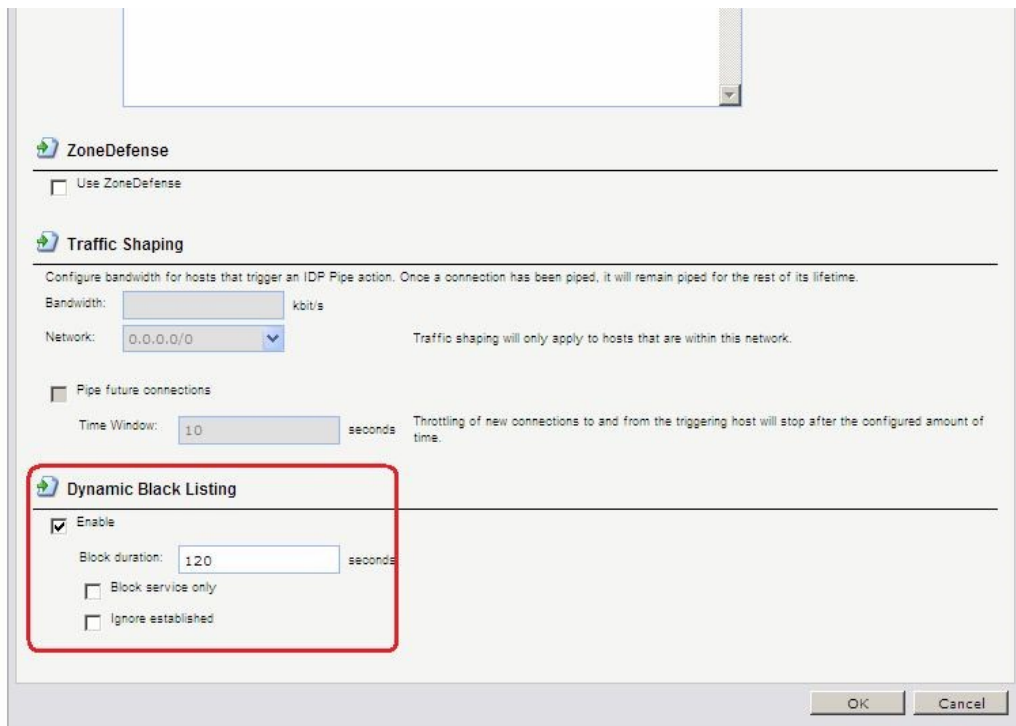 ZoneDefense
Use ZoneDefense
Traffic Shaping
Configure bandwidth for hosts that trigger an IDP Pipe action. Once a connection has been piped, it will remain piped for the rest of its lifetime.
Bandwidth: kbit/s
Network: 0.0.0.0/0 Traffic shaping will only apply to hosts that are within this network.
Pipe future connections
Time Window: 10 seconds Throttling of new connections to and from the triggering host will stop after the configured amount of
time.
Dynamic Black Listing
Enable
Block duration: 120 seconds
Block service only
Ignore established
OK Cancel